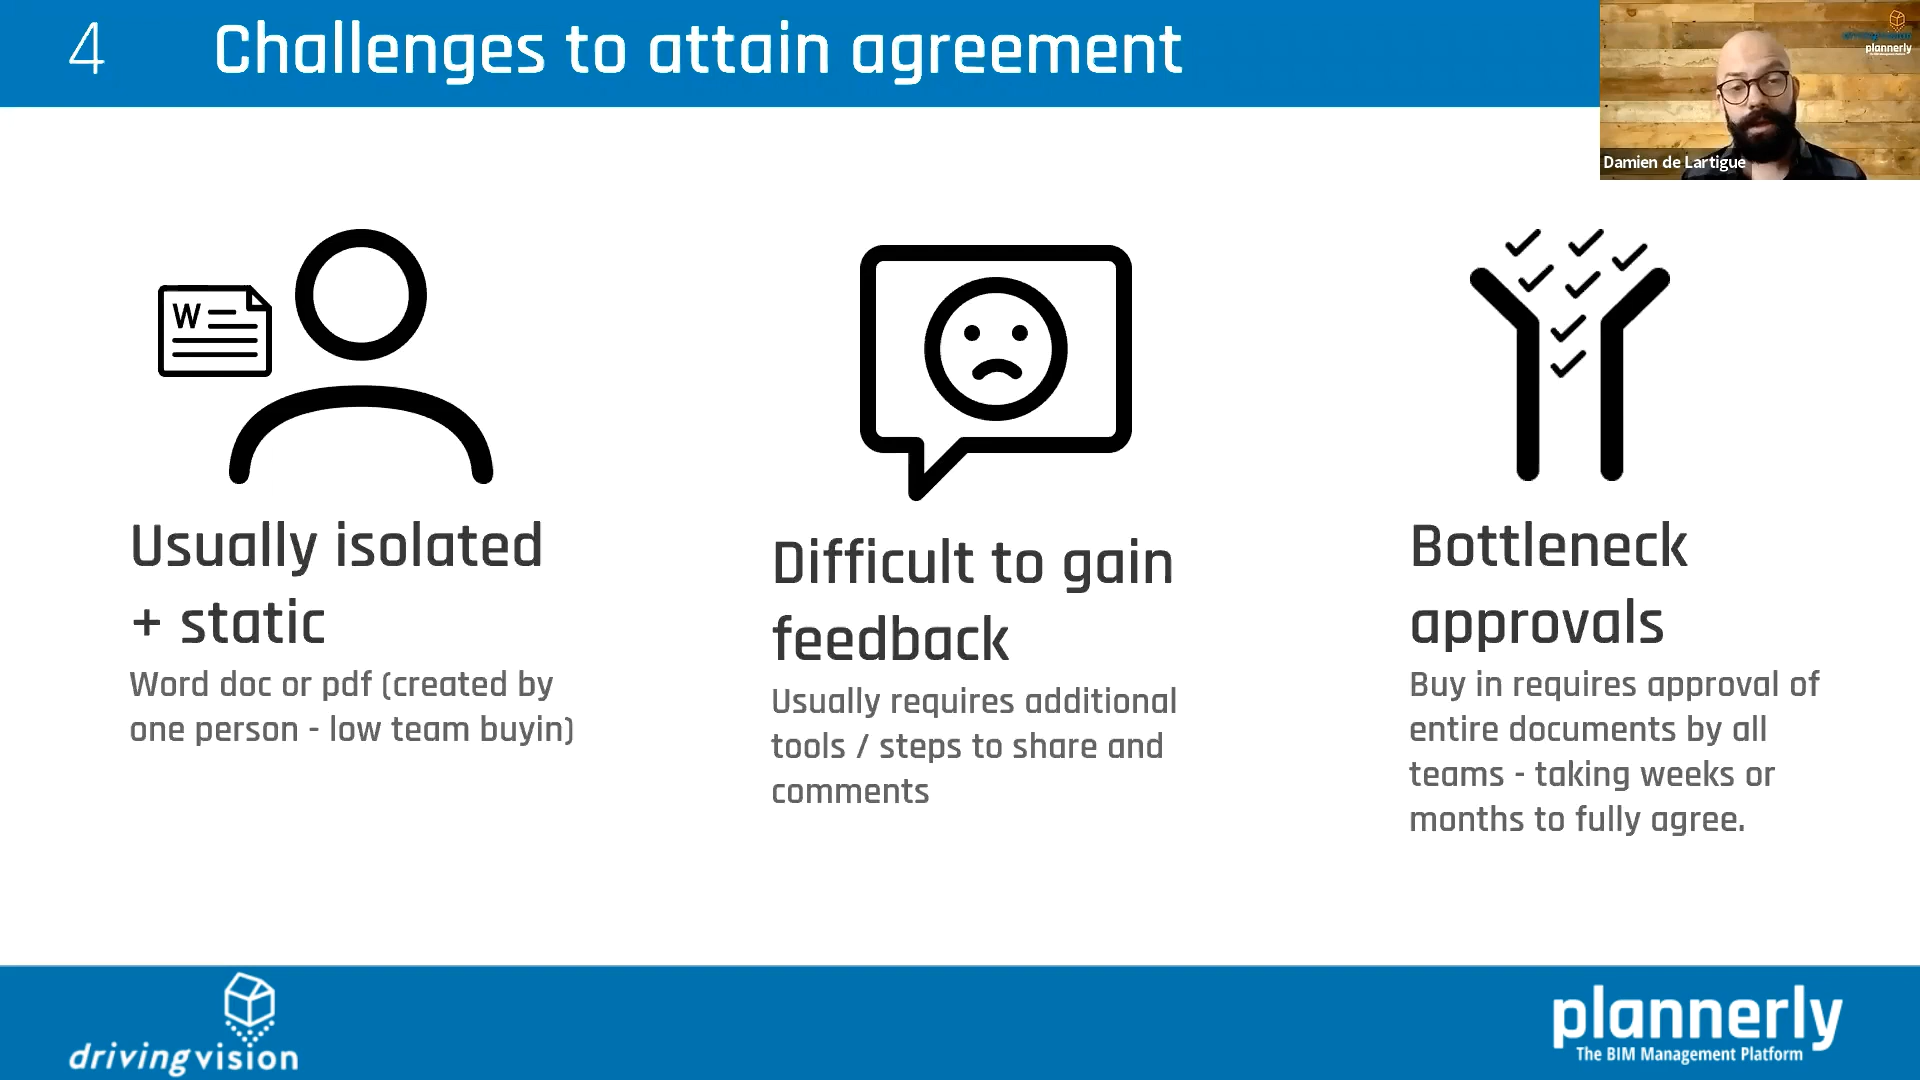 4 Challenges to attain agreement
drivingvision
plannerly
Damien de Lartigue
W
Usually isolated
+ static
Word doc or pdf (created by
one person - low team buyin)
Difficult to gain
feedback
Usually requires additional
tools / steps to share and
comments
Bottleneck
approvals
Buy in requires approval of
entire documents by all
teams - taking weeks or
months to fully agree.
drivingvision
plannerly
The BIM Management Platform